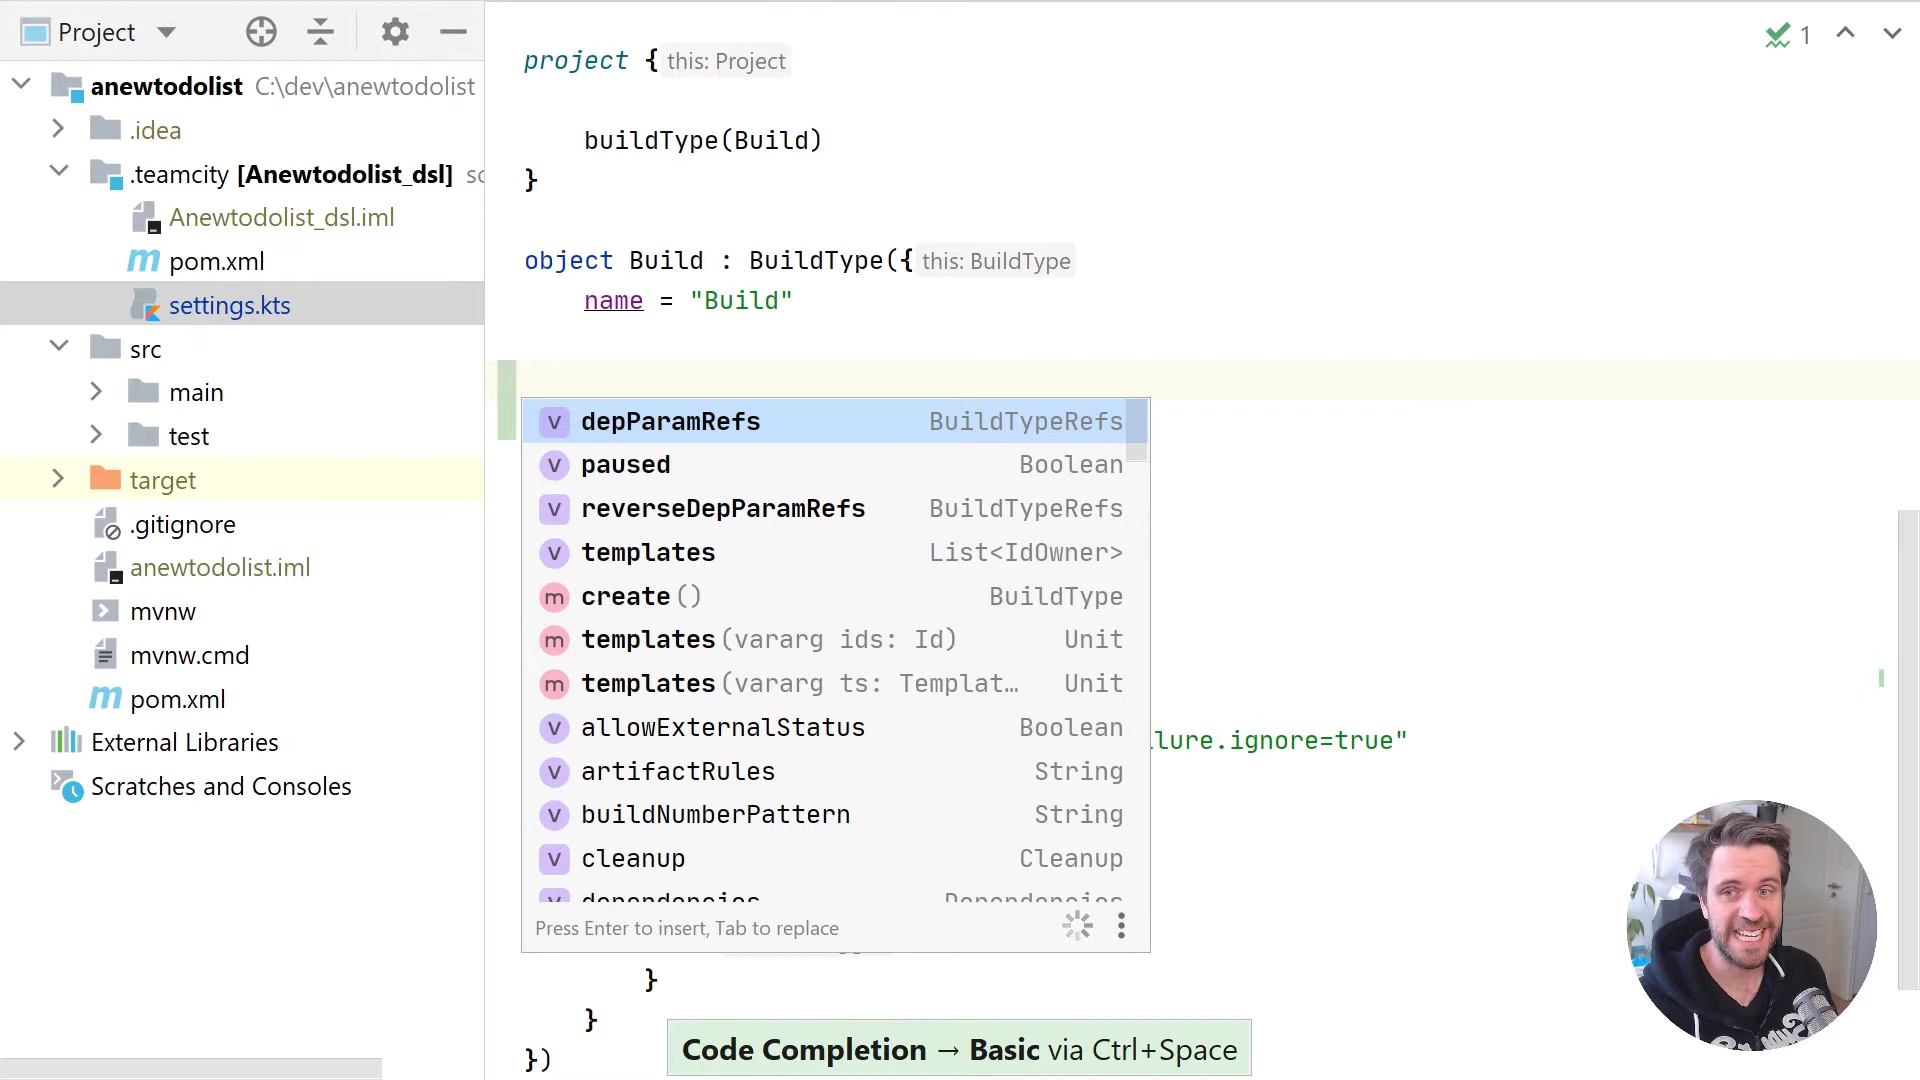 Project
anewtodolist C:\dev\anewtodolist
.idea
.teamcity [Anewtodolist_dsl] sc
Anewtodolist_dsl.iml
pom.xml
settings.kts
src
main
test
target
.gitignore
anewtodolist.iml
mvnw
mvnw.cmd
pom.xml
External Libraries
Scratches and Consoles
1
project { this: Project
buildType(Build)
}
object Build : BuildType({ this: BuildType
name = "Build"
depParamRefs BuildTypeRefs
paused Boolean
reverseDepParamRefs BuildTypeRefs
templates List<IdOwner>
create() BuildType
templates(vararg ids: Id) Unit
templates(vararg ts: Templat… Unit
allowExternalStatus Boolean
lure.ignore=true"
artifactRules String
buildNumberPattern String
cleanup Cleanup
dependencies Dependencies
Press Enter to insert, Tab to replace
}
}
})
Code Completion → Basic via Ctrl+Space